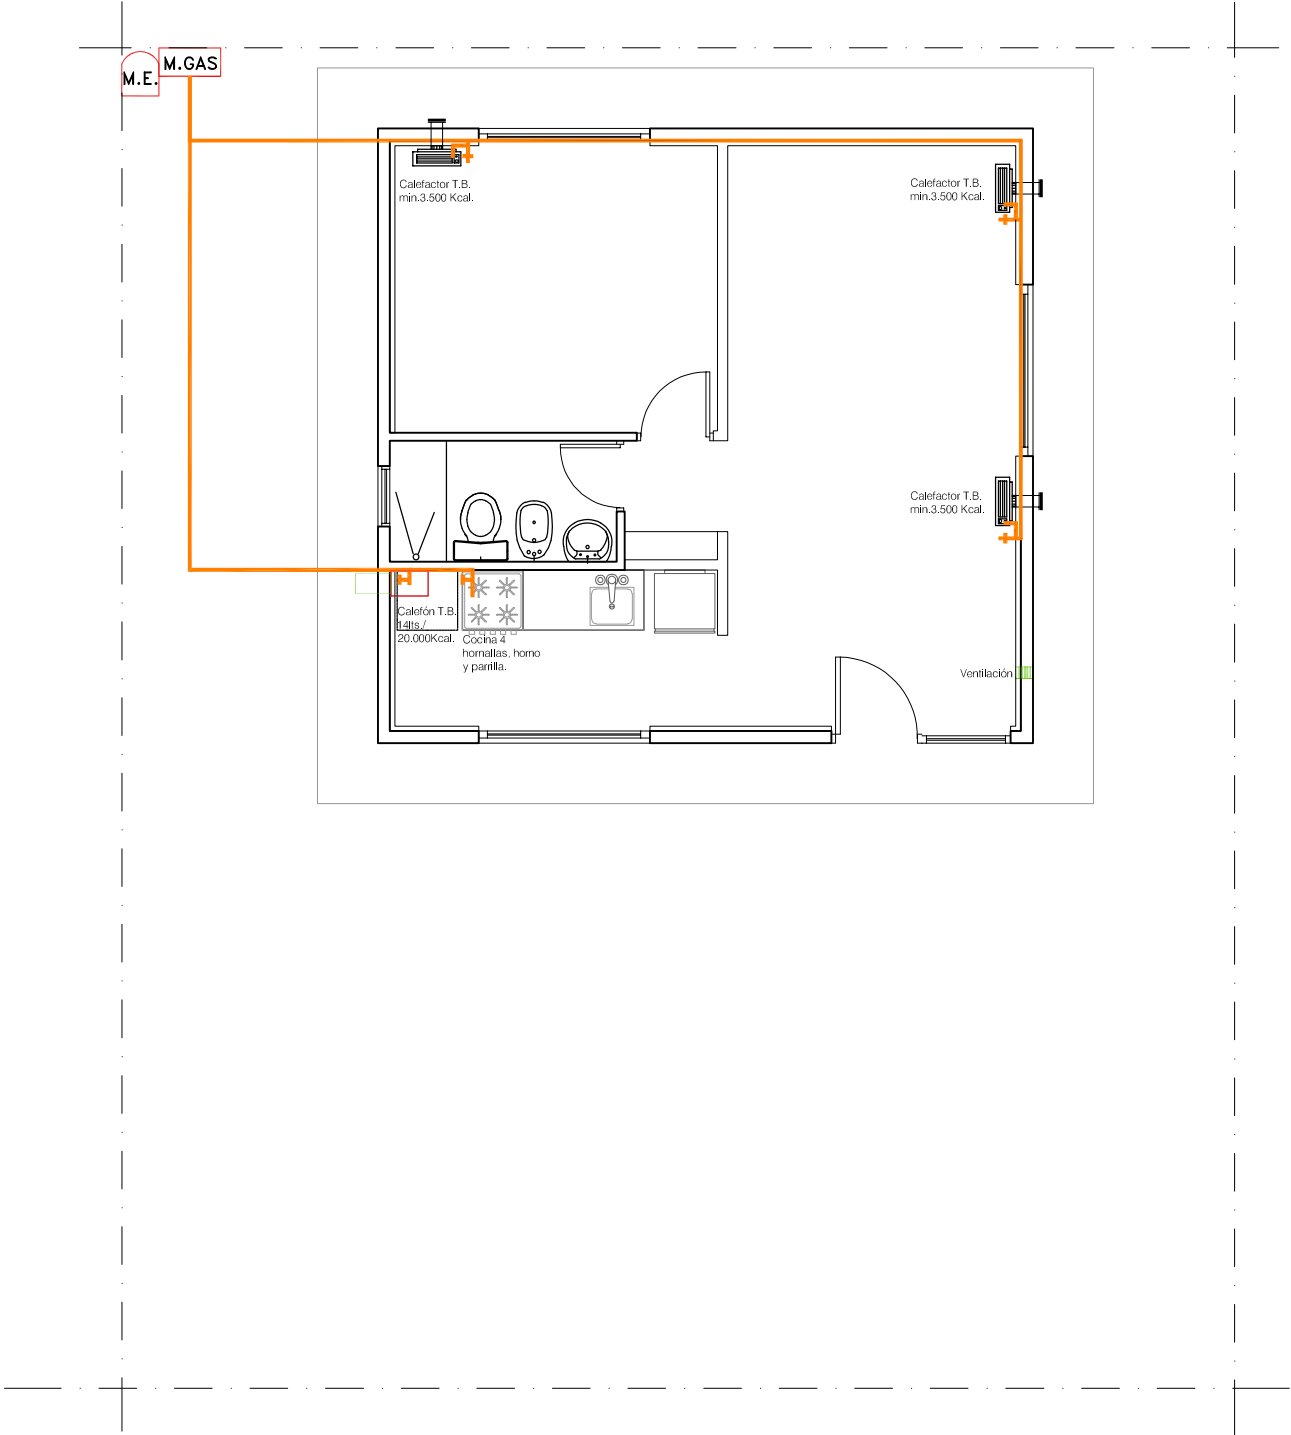 M.GAS
M.E.
Calefactor T.B.
min.3.500 Kcal.
Calefactor T.B.
min.3.500 Kcal.
Calefactor T.B.
min.3.500 Kcal.
Calefón T.B.
14lts./
20.000Kcal.
Cocina 4
hornallas, horno
y parrilla.
Ventilación